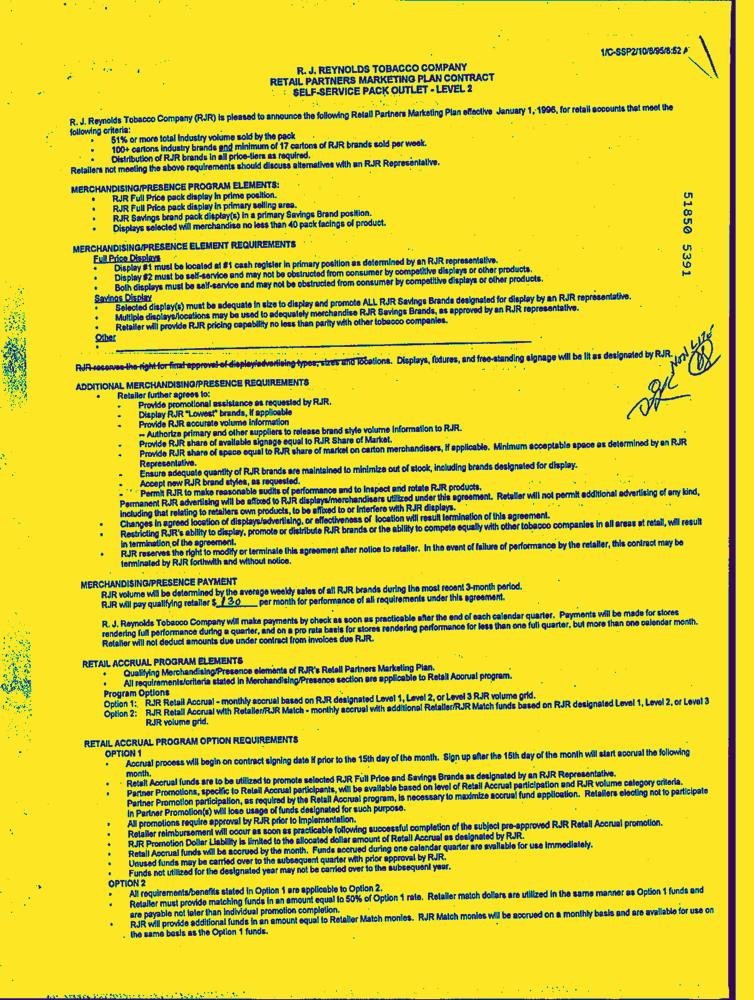 1/C-SSP2/10/6/95/8:52 A
R. J. REYNOLDS TOBACCO COMPANY
RETAIL PARTNERS MARKETING PLAN CONTRACT
SELF-SERVICE PACK OUTLET - LEVEL 2
R. J. Reynolds Tobacco Company (RJR) is pleased to announce the following Retail Partners Marketing Plan effective January 1, 1996, for retail accounts that meet the
following criteria:
• 51% or more total industry volume sold by the pack
• 100+ cartons industry brands and minimum of 17 cartons of RJR brands sold per week.
• Distribution of RJR brands in all price-tiers as required.
Retailers not meeting the above requirements should discuss alternatives with an RJR Representative.
MERCHANDISING/PRESENCE PROGRAM ELEMENTS:
• RJR Full Price pack display in prime position.
• RJR Full Price pack display in primary selling area.
• RJR Savings brand pack display(s) in a primary Savings Brand position.
• Displays selected will merchandise no less than 40 pack facings of product.
51850 5391
MERCHANDISING/PRESENCE ELEMENT REQUIREMENTS
Full Price Displays
• Display #1 must be located at #1 cash register in primary position as determined by an RJR representative.
• Display #2 must be self-service and may not be obstructed from consumer by competitive displays or other products.
• Both displays must be self-service and may not be obstructed from consumer by competitive displays or other products.
Savings Display
• Selected display(s) must be adequate in size to display and promote ALL RJR Savings Brands designated for display by an RJR representative.
• Multiple displays/locations may be used to adequately merchandise RJR Savings Brands, as approved by an RJR representative.
• Retailer will provide RJR pricing capability no less than parity with other tobacco companies.
Other
•
RJR reserves the right for final approval of display/advertising types, sizes and locations. Displays, fixtures, and free-standing signage will be lit as designated by RJR.
ADDITIONAL MERCHANDISING/PRESENCE REQUIREMENTS
• Retailer further agrees to:
- Provide promotional assistance as requested by RJR.
- Display RJR "Lowest" brands, if applicable
- Provide RJR accurate volume information
-- Authorize primary and other suppliers to release brand style volume information to RJR.
- Provide RJR share of available signage equal to RJR Share of Market.
- Provide RJR share of space equal to RJR share of market on carton merchandisers, if applicable. Minimum acceptable space as determined by an RJR
Representative.
- Ensure adequate quantity of RJR brands are maintained to minimize out of stock, including brands designated for display.
- Accept new RJR brand styles, as requested.
- Permit RJR to make reasonable audits of performance and to inspect and rotate RJR products.
• Permanent RJR advertising will be affixed to RJR displays/merchandisers utilized under this agreement. Retailer will not permit additional advertising of any kind,
including that relating to retailers own products, to be affixed to or interfere with RJR displays.
• Changes in agreed location of displays/advertising, or effectiveness of location will result termination of this agreement.
• Restricting RJR's ability to display, promote or distribute RJR brands or the ability to compete equally with other tobacco companies in all areas at retail, will result
in termination of the agreement.
• RJR reserves the right to modify or terminate this agreement after notice to retailer. In the event of failure of performance by the retailer, this contract may be
terminated by RJR forthwith and without notice.
MERCHANDISING/PRESENCE PAYMENT
RJR volume will be determined by the average weekly sales of all RJR brands during the most recent 3-month period.
RJR will pay qualifying retailer $ 130 per month for performance of all requirements under this agreement.
R. J. Reynolds Tobacco Company will make payments by check as soon as practicable after the end of each calendar quarter. Payments will be made for stores
rendering full performance during a quarter, and on a pro rata basis for stores rendering performance for less than one full quarter, but more than one calendar month.
Retailer will not deduct amounts due under contract from invoices due RJR.
RETAIL ACCRUAL PROGRAM ELEMENTS
• Qualifying Merchandising/Presence elements of RJR's Retail Partners Marketing Plan.
• All requirements/criteria stated in Merchandising/Presence section are applicable to Retail Accrual program.
Program Options
Option 1: RJR Retail Accrual - monthly accrual based on RJR designated Level 1, Level 2, or Level 3 RJR volume grid.
Option 2: RJR Retail Accrual with Retailer/RJR Match - monthly accrual with additional Retailer/RJR Match funds based on RJR designated Level 1, Level 2, or Level 3
RJR volume grid.
RETAIL ACCRUAL PROGRAM OPTION REQUIREMENTS
OPTION 1
• Accrual process will begin on contract signing date if prior to the 15th day of the month. Sign up after the 15th day of the month will start accrual the following
month.
• Retail Accrual funds are to be utilized to promote selected RJR Full Price and Savings Brands as designated by an RJR Representative.
• Partner Promotions, specific to Retail Accrual participants, will be available based on level of Retail Accrual participation and RJR volume category criteria.
Partner Promotion participation, as required by the Retail Accrual program, is necessary to maximize accrual fund application. Retailers electing not to participate
in Partner Promotion(s) will lose usage of funds designated for such purpose.
• All promotions require approval by RJR prior to implementation.
• Retailer reimbursement will occur as soon as practicable following successful completion of the subject pre-approved RJR Retail Accrual promotion.
• RJR Promotion Dollar Liability is limited to the allocated dollar amount of Retail Accrual as designated by RJR.
• Retail Accrual funds will be accrued by the month. Funds accrued during one calendar quarter are available for use immediately.
• Unused funds may be carried over to the subsequent quarter with prior approval by RJR.
• Funds not utilized for the designated year may not be carried over to the subsequent year.
OPTION 2
• All requirements/benefits stated in Option 1 are applicable to Option 2.
• Retailer must provide matching funds in an amount equal to 50% of Option 1 rate. Retailer match dollars are utilized in the same manner as Option 1 funds and
are payable not later than individual promotion completion.
• RJR will provide additional funds in an amount equal to Retailer Match monies. RJR Match monies will be accrued on a monthly basis and are available for use on
the same basis as the Option 1 funds.